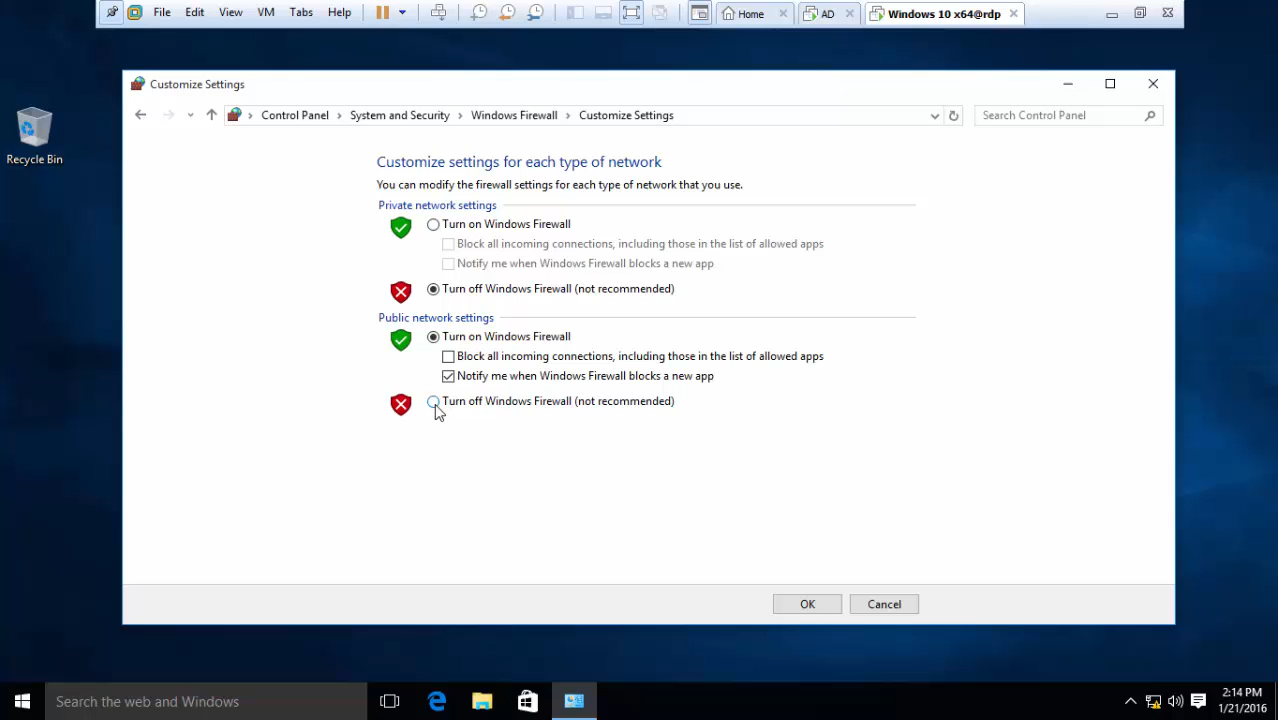 File Edit View VM Tabs Help Home AD Windows 10 x64@rdp
Customize Settings
Control Panel System and Security Windows Firewall Customize Settings Search Control Panel
Recycle Bin
Customize settings for each type of network
You can modify the firewall settings for each type of network that you use.
Private network settings
Turn on Windows Firewall
Block all incoming connections, including those in the list of allowed apps
Notify me when Windows Firewall blocks a new app
Turn off Windows Firewall (not recommended)
Public network settings
Turn on Windows Firewall
Block all incoming connections, including those in the list of allowed apps
Notify me when Windows Firewall blocks a new app
Turn off Windows Firewall (not recommended)
OK Cancel
Search the web and Windows
2:14 PM
1/21/2016